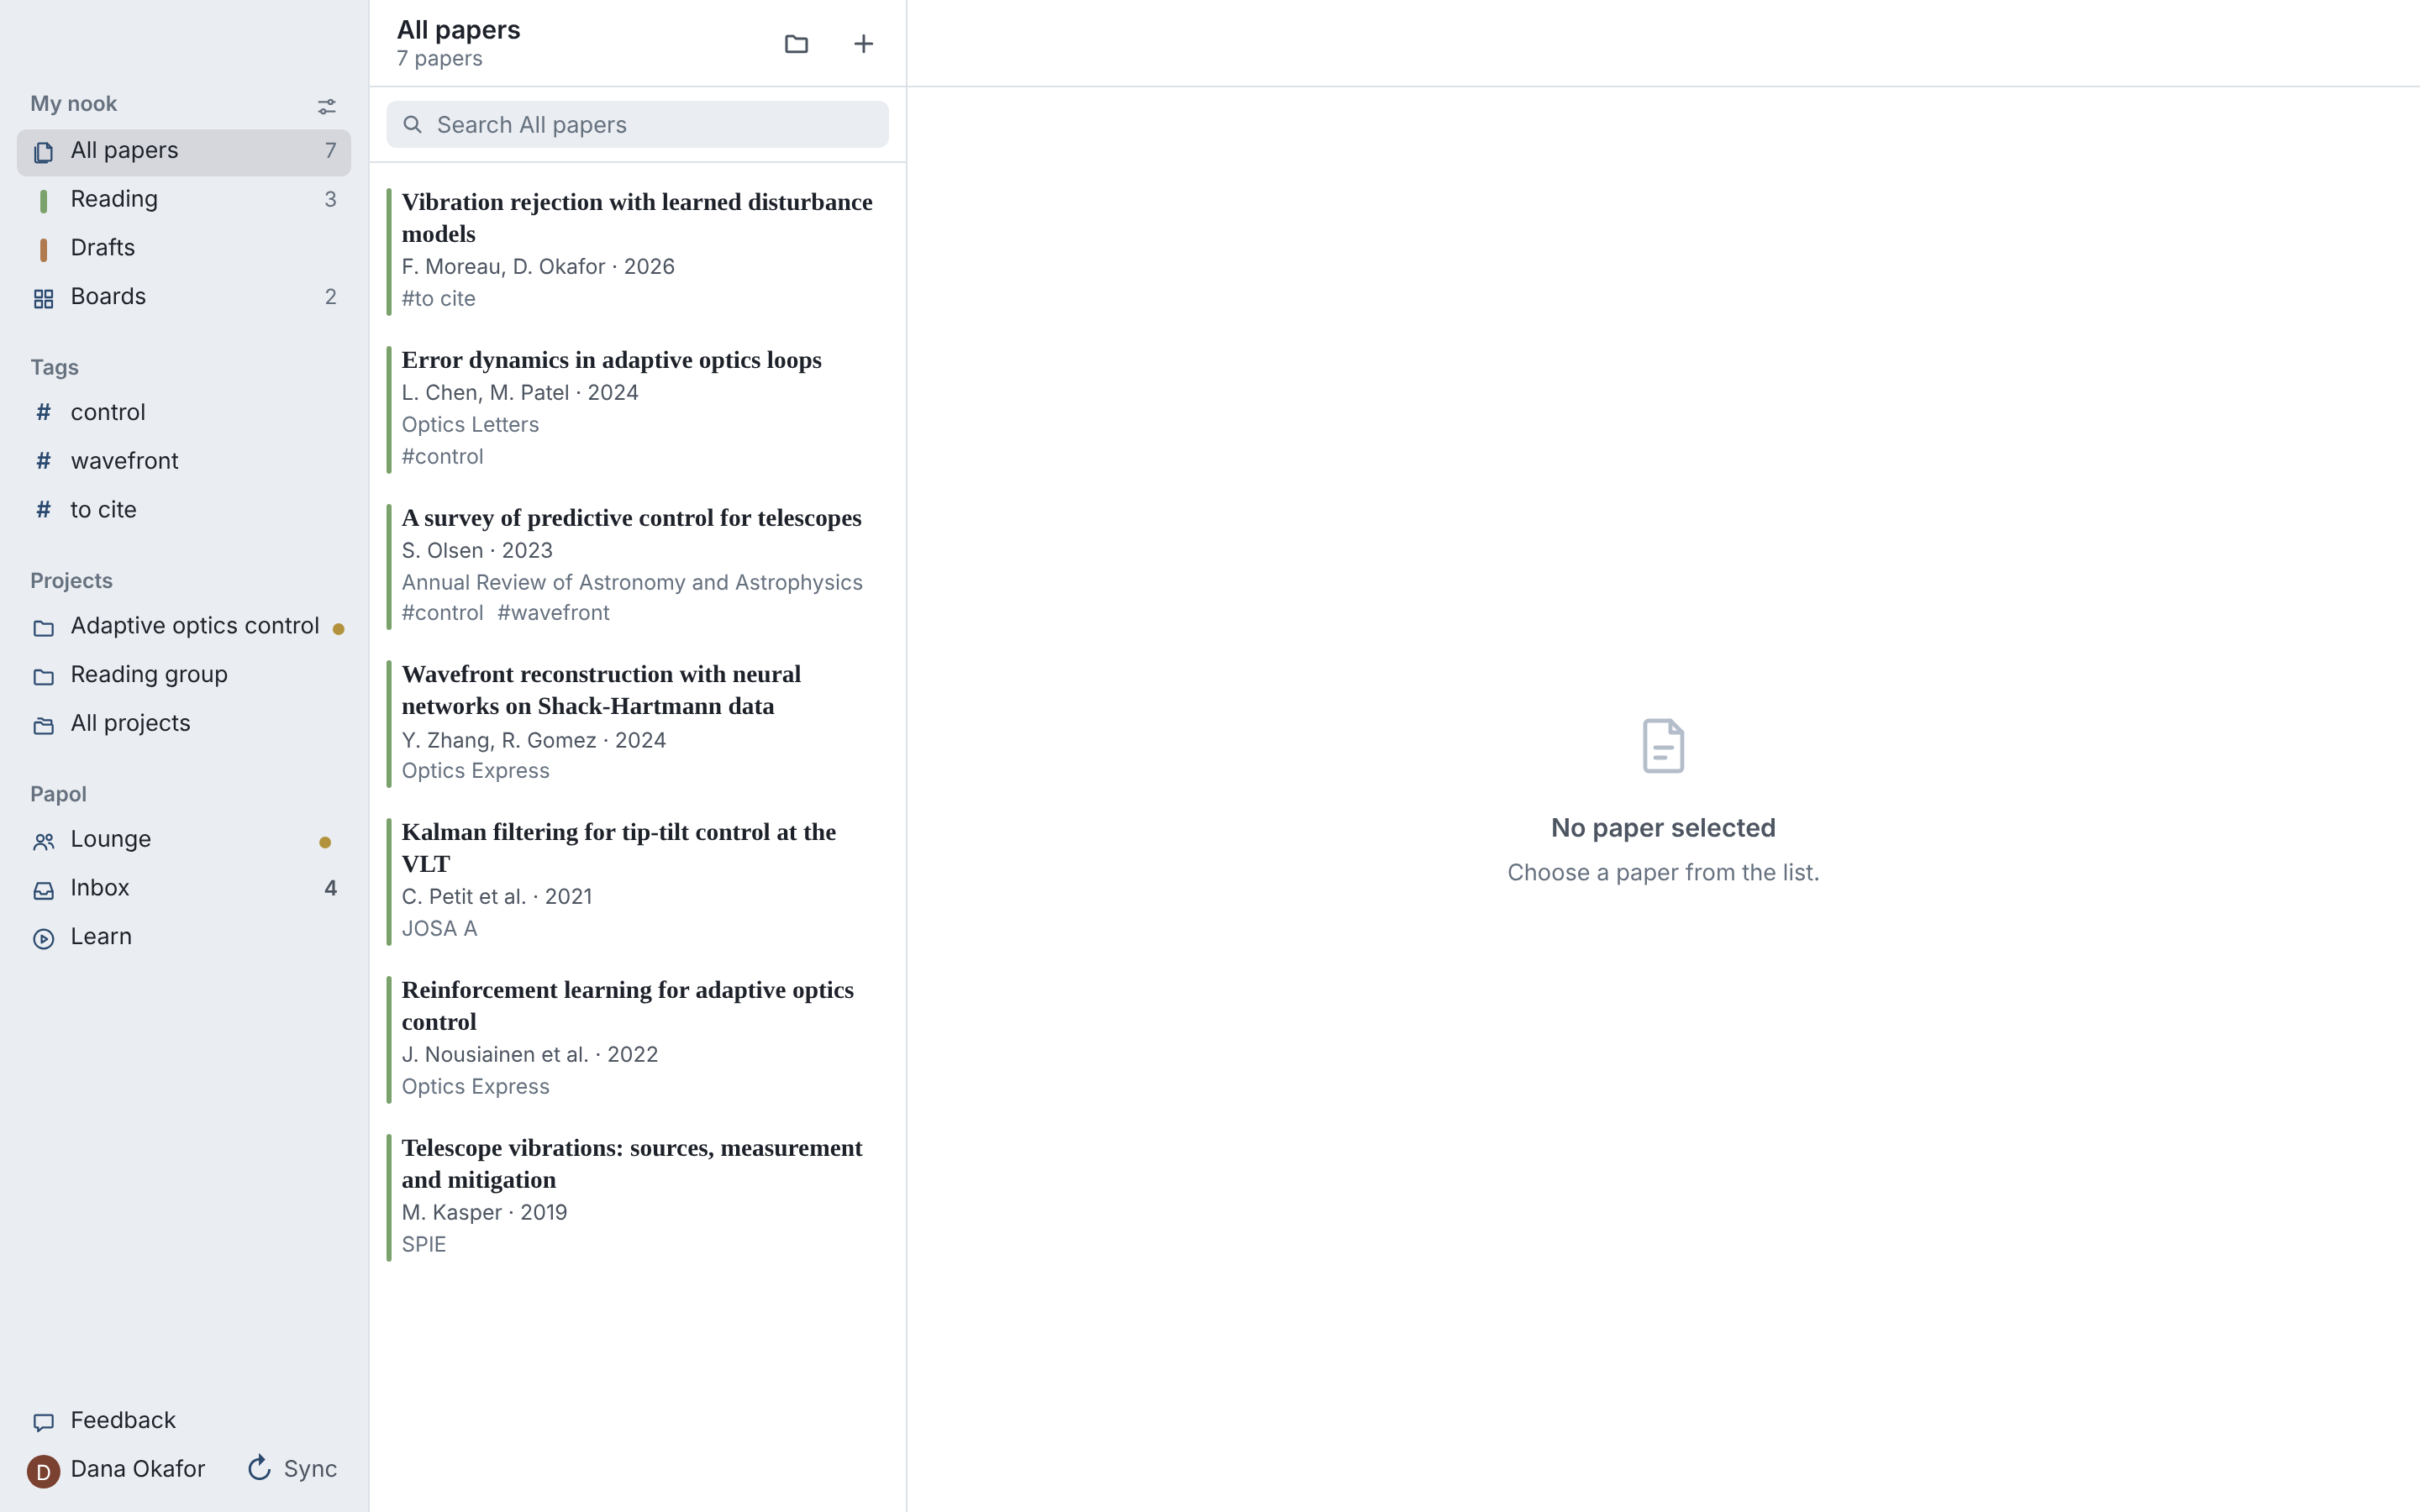 My nook
All papers 7
Reading 3
Drafts
Boards 2
Tags
# control
# wavefront
# to cite
Projects
Adaptive optics control
Reading group
All projects
Papol
Lounge
Inbox 4
Learn
Feedback
D Dana Okafor Sync
All papers
7 papers
Search All papers
Vibration rejection with learned disturbance
models
F. Moreau, D. Okafor · 2026
#to cite
Error dynamics in adaptive optics loops
L. Chen, M. Patel · 2024
Optics Letters
#control
A survey of predictive control for telescopes
S. Olsen · 2023
Annual Review of Astronomy and Astrophysics
#control #wavefront
Wavefront reconstruction with neural
networks on Shack-Hartmann data
Y. Zhang, R. Gomez · 2024
Optics Express
Kalman filtering for tip-tilt control at the
VLT
C. Petit et al. · 2021
JOSA A
Reinforcement learning for adaptive optics
control
J. Nousiainen et al. · 2022
Optics Express
Telescope vibrations: sources, measurement
and mitigation
M. Kasper · 2019
SPIE
No paper selected
Choose a paper from the list.